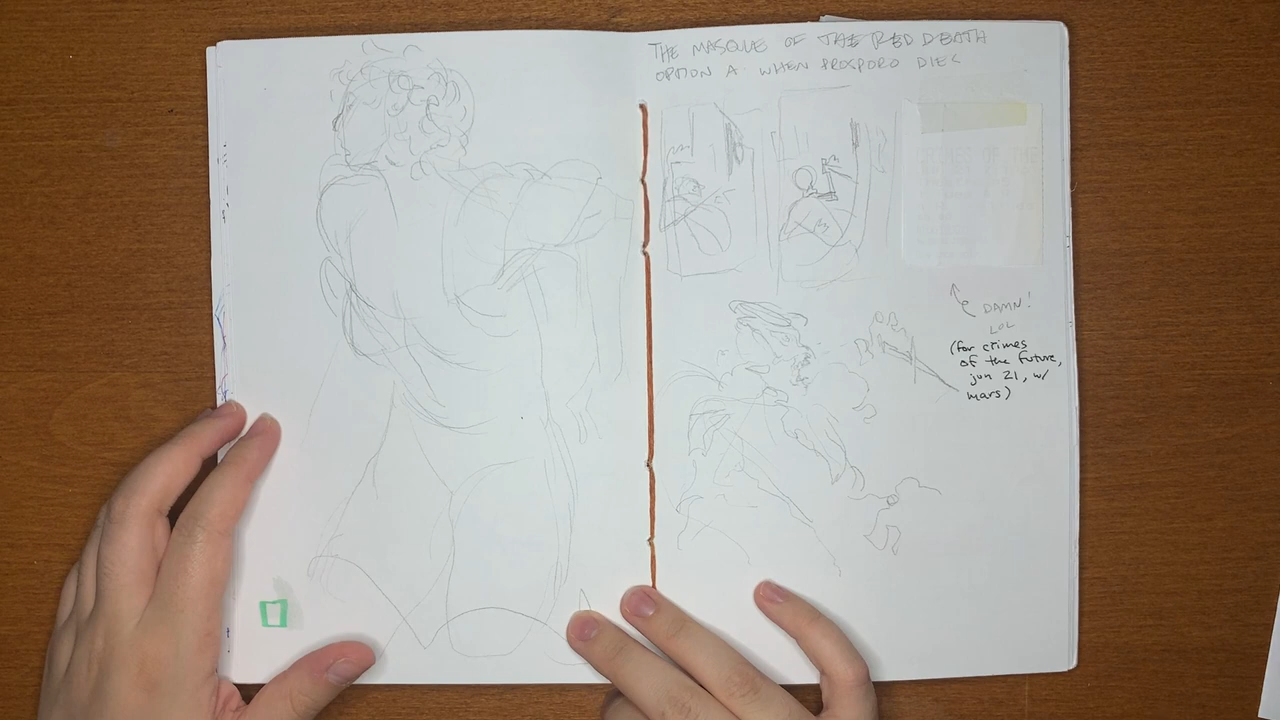 THE MASQUE OF THE RED DEATH
OPTION A: WHEN PROSPORO DIES
DAMN!
LOL
(for crimes
of the future,
jun 21, w/
mars)